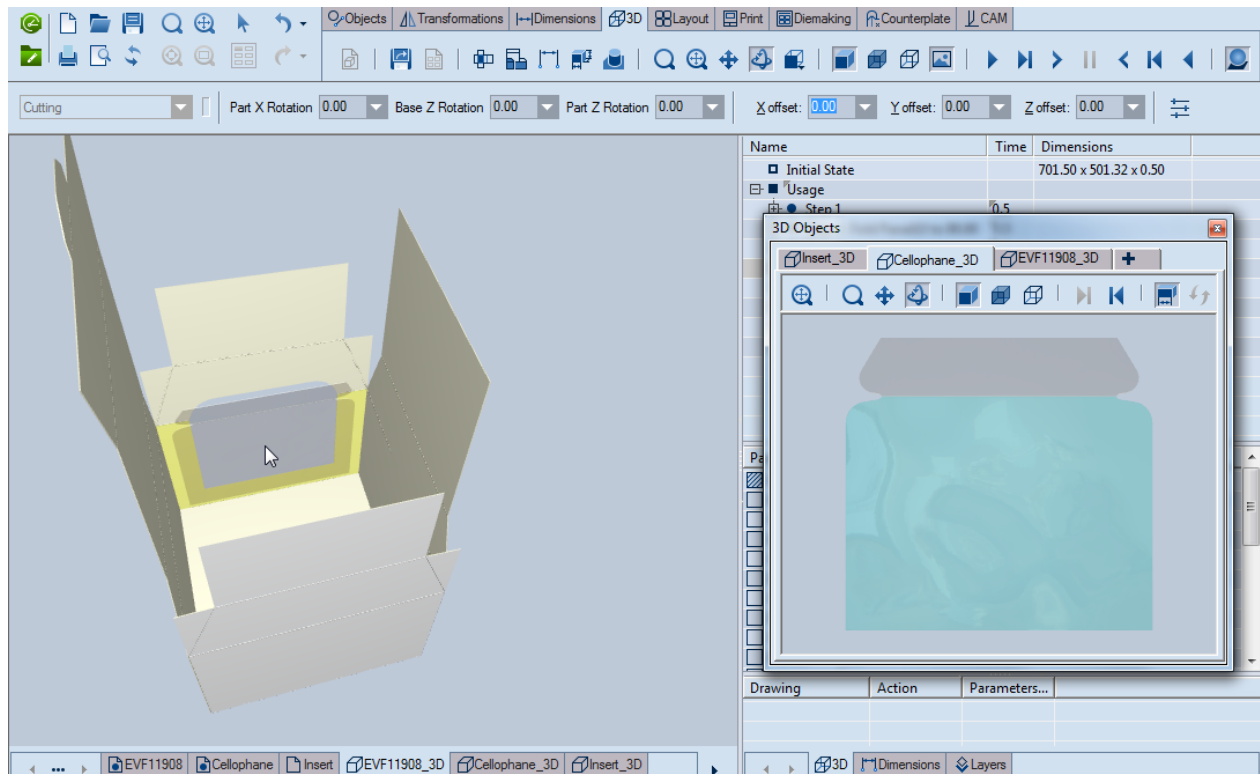 Objects Transformations Dimensions 3D Layout Print Diemaking Counterplate CAM
Cutting Part X Rotation 0.00 Base Z Rotation 0.00 Part Z Rotation 0.00 X offset: 0.00 Y offset: 0.00 Z offset: 0.00
Name Time Dimensions
Initial State 701.50 x 501.32 x 0.50
Usage
Step 1 0.5
3D Objects
Insert_3D Cellophane_3D EVF11908_3D
Pa
Drawing Action Parameters...
... EVF11908 Cellophane Insert EVF11908_3D Cellophane_3D Insert_3D 3D Dimensions Layers